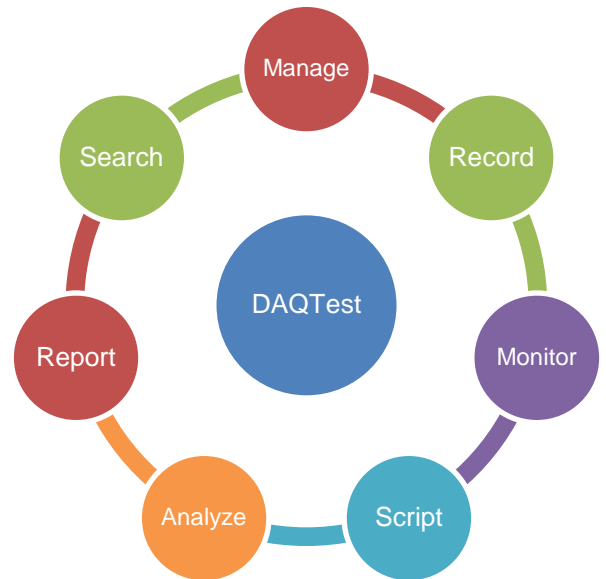 Manage
Search
Record
DAQTest
Report
Monitor
Analyze
Script